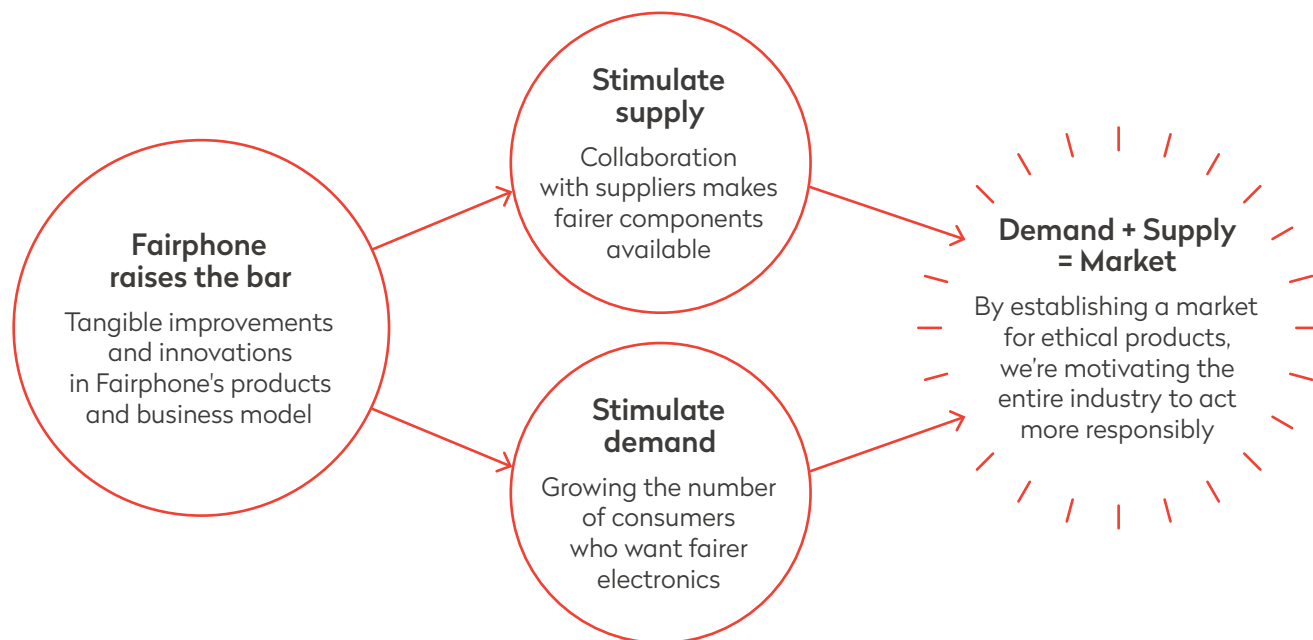 Fairphone
raises the bar
Tangible improvements
and innovations
in Fairphone's products
and business model
Stimulate
supply
Collaboration
with suppliers makes
fairer components
available
Stimulate
demand
Growing the number
of consumers
who want fairer
electronics
Demand + Supply
= Market
By establishing a market
for ethical products,
we’re motivating the
entire industry to act
more responsibly